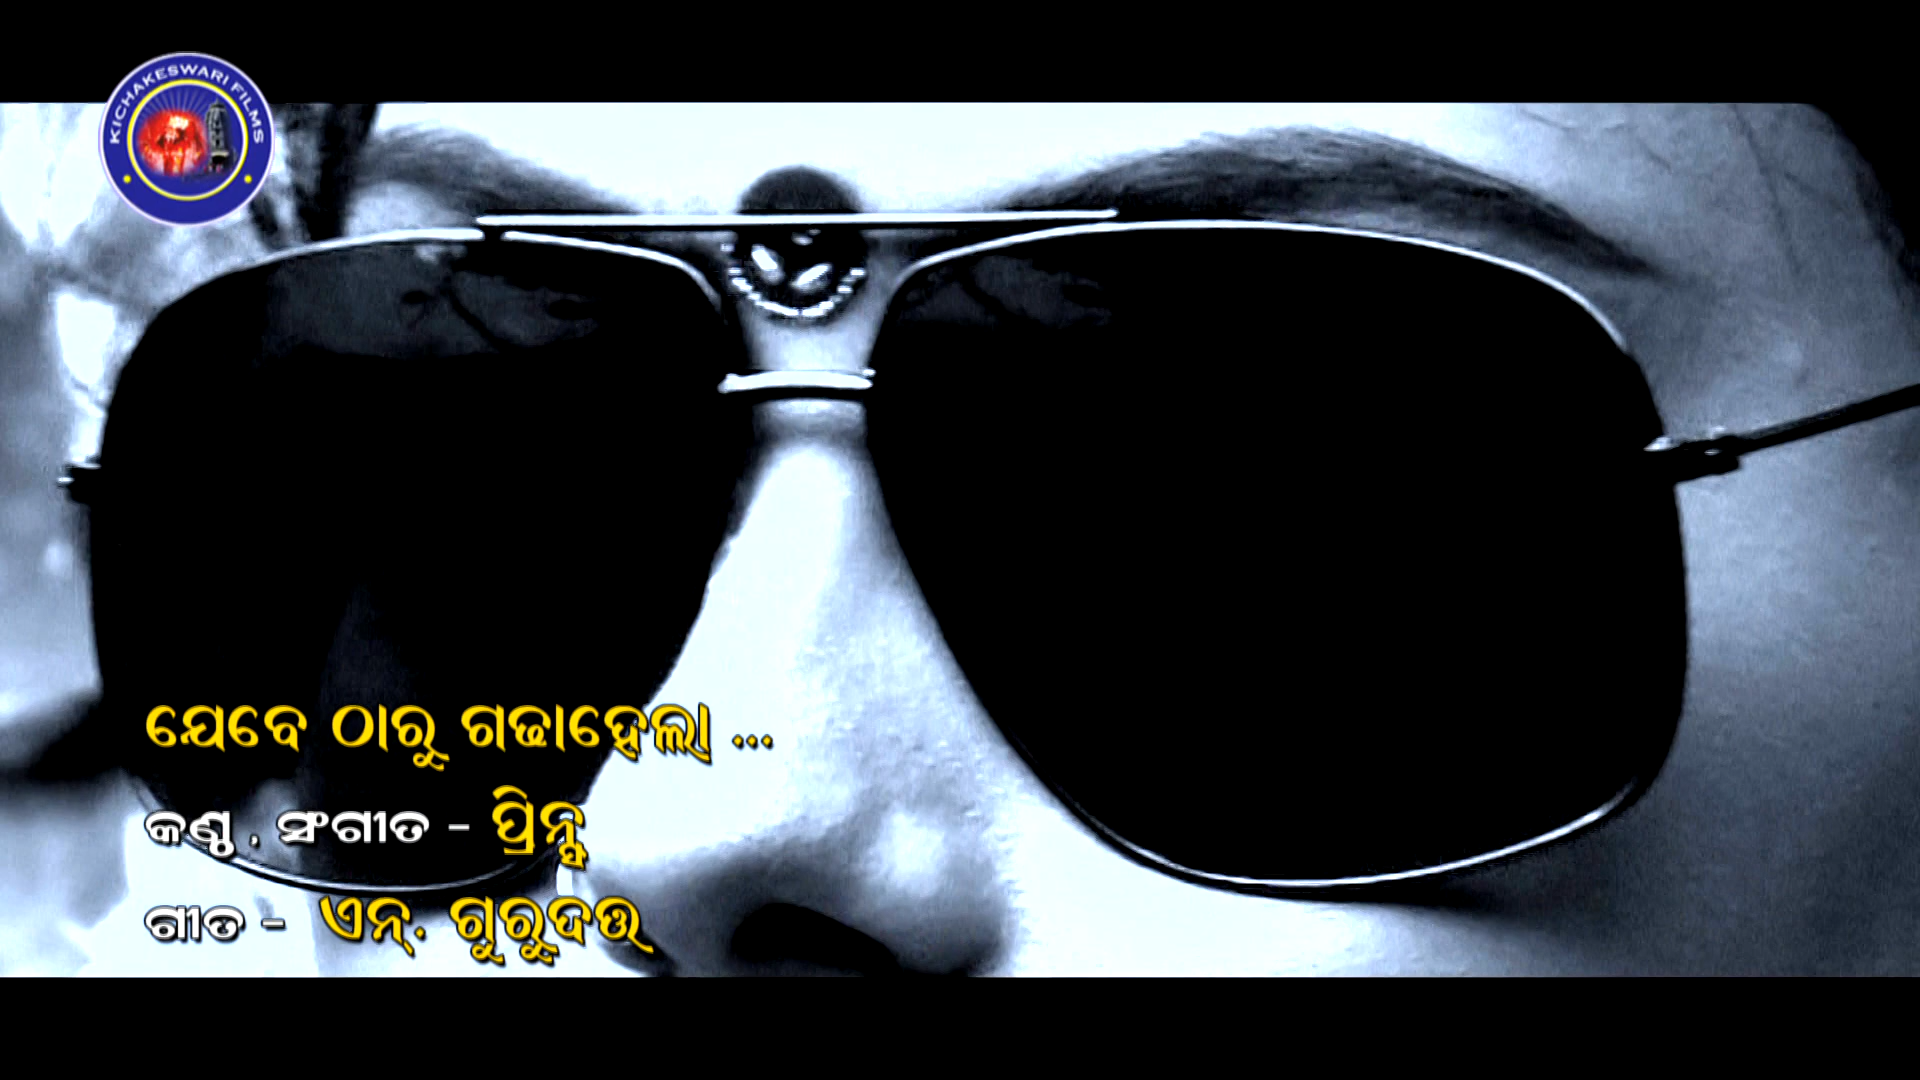 KICHAKESWARI FILMS
ଯେବେ ଠାରୁ ଗଢାହେଲା ...
କଣ୍ଠ , ସଂଗୀତ - ପ୍ରିନ୍ସ
ଗୀତ - ଏନ୍. ଗୁରୁଦତ୍ତ